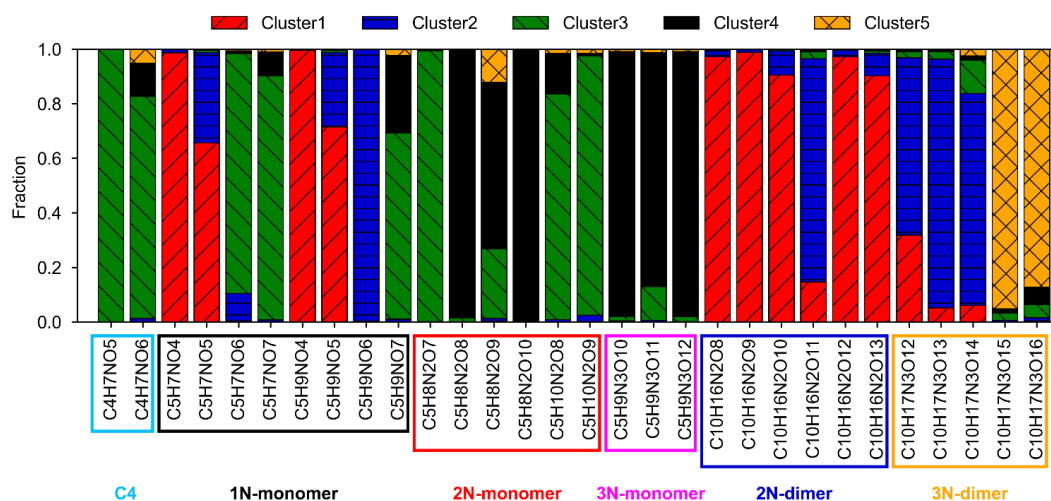 Cluster1 Cluster2 Cluster3 Cluster4 Cluster5
1.0
0.8
0.6
0.4
0.2
0.0
Fraction
C4H7NO5
C4H7NO6
C5H7NO4
C5H7NO5
C5H7NO6
C5H7NO7
C5H9NO4
C5H9NO5
C5H9NO6
C5H9NO7
C5H8N2O7
C5H8N2O8
C5H8N2O9
C5H8N2O10
C5H10N2O8
C5H10N2O9
C5H9N3O10
C5H9N3O11
C5H9N3O12
C10H16N2O8
C10H16N2O9
C10H16N2O10
C10H16N2O11
C10H16N2O12
C10H16N2O13
C10H17N3O12
C10H17N3O13
C10H17N3O14
C10H17N3O15
C10H17N3O16
C4 1N-monomer 2N-monomer 3N-monomer 2N-dimer 3N-dimer